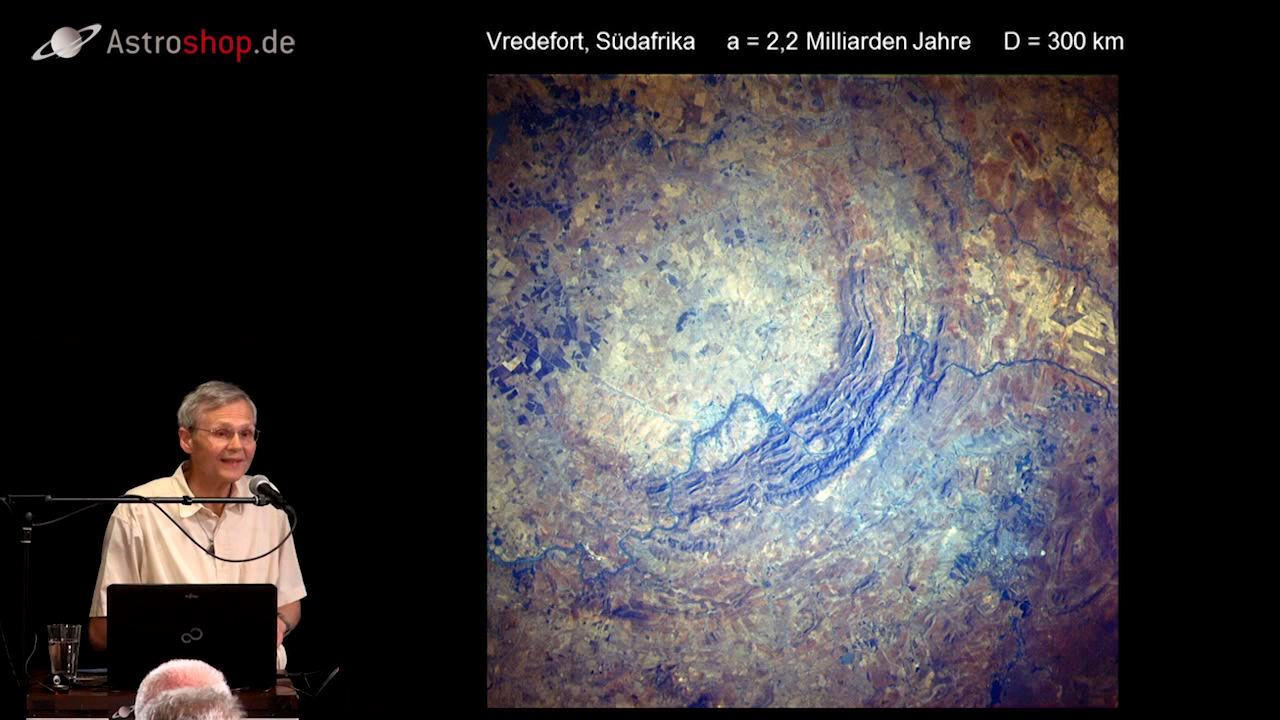 Astroshop.de
Vredefort, Südafrika a = 2,2 Milliarden Jahre D = 300 km